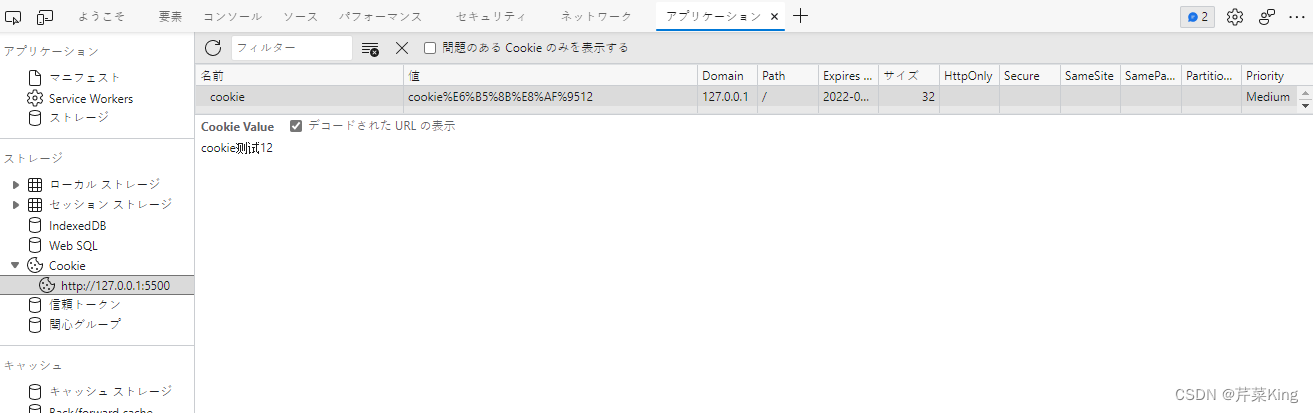 ようこそ 要素 コンソール ソース パフォーマンス セキュリティ ネットワーク アプリケーション 2
アプリケーション
マニフェスト
Service Workers
ストレージ
ストレージ
ローカル ストレージ
セッション ストレージ
IndexedDB
Web SQL
Cookie
http://127.0.0.1:5500
信頼トークン
関心グループ
キャッシュ
キャッシュ ストレージ
Back/forward cache
フィルター 問題のある Cookie のみを表示する
名前 値 Domain Path Expires ... サイズ HttpOnly Secure SameSite SamePa... Partitio... Priority
cookie cookie%E6%B5%8B%E8%AF%9512 127.0.0.1 / 2022-0... 32 Medium
Cookie Value デコードされた URL の表示
cookie测试12
CSDN @芹菜King